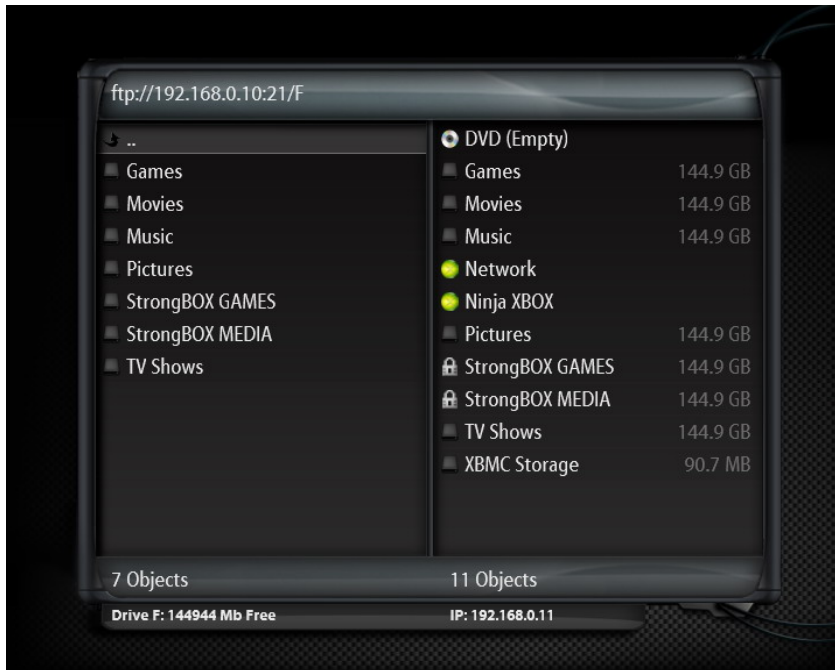 ftp://192.168.0.10:21/F
..
Games
Movies
Music
Pictures
StrongBOX GAMES
StrongBOX MEDIA
TV Shows
DVD (Empty)
Games 144.9 GB
Movies 144.9 GB
Music 144.9 GB
Network
Ninja XBOX
Pictures 144.9 GB
StrongBOX GAMES 144.9 GB
StrongBOX MEDIA 144.9 GB
TV Shows 144.9 GB
XBMC Storage 90.7 MB
7 Objects
11 Objects
Drive F: 144944 Mb Free
IP: 192.168.0.11